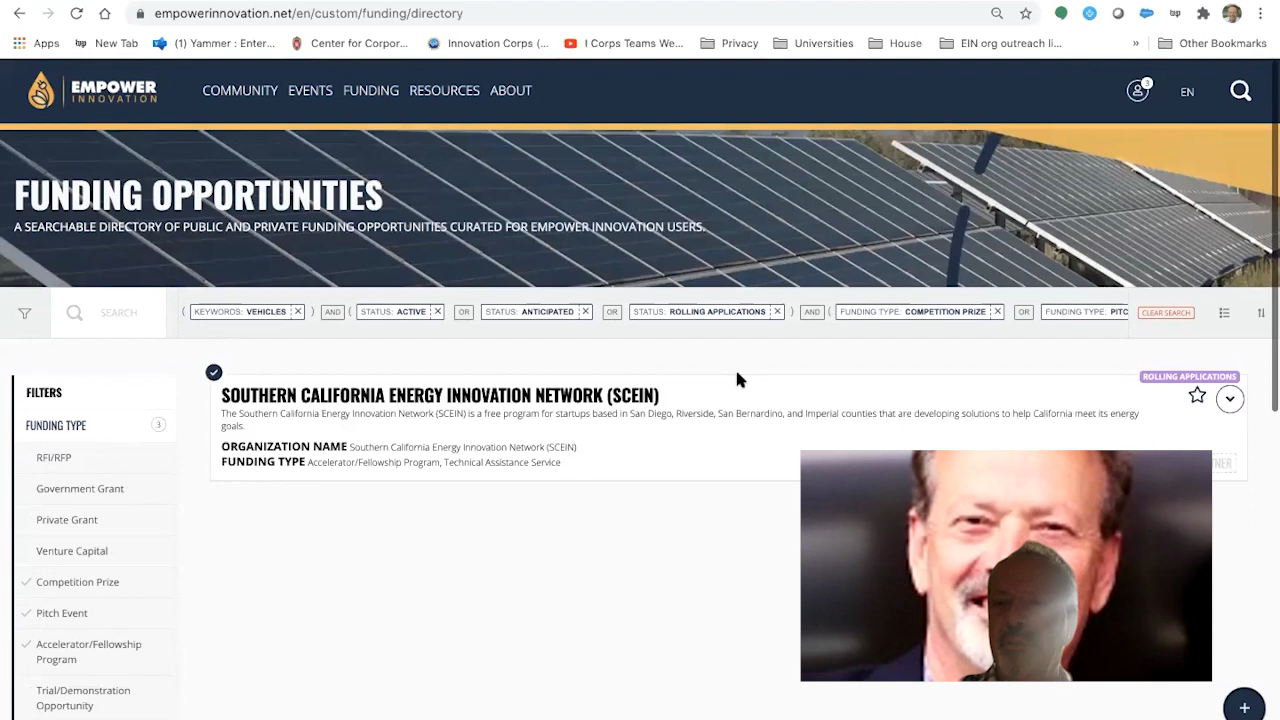 empowerinnovation.net/en/custom/funding/directory
Apps
New Tab
(1) Yammer : Enter...
Center for Corpor...
Innovation Corps (...
I Corps Teams We...
Privacy
Universities
House
EIN org outreach li...
»
Other Bookmarks
EMPOWER
INNOVATION
COMMUNITY EVENTS FUNDING RESOURCES ABOUT
3
EN
FUNDING OPPORTUNITIES
A SEARCHABLE DIRECTORY OF PUBLIC AND PRIVATE FUNDING OPPORTUNITIES CURATED FOR EMPOWER INNOVATION USERS.
SEARCH
( KEYWORDS: VEHICLES × ) AND ( STATUS: ACTIVE × OR STATUS: ANTICIPATED × OR STATUS: ROLLING APPLICATIONS × ) AND ( FUNDING TYPE: COMPETITION PRIZE × OR FUNDING TYPE: PITC
CLEAR SEARCH
FILTERS
FUNDING TYPE 3
RFI/RFP
Government Grant
Private Grant
Venture Capital
Competition Prize
Pitch Event
Accelerator/Fellowship
Program
Trial/Demonstration
Opportunity
ROLLING APPLICATIONS
SOUTHERN CALIFORNIA ENERGY INNOVATION NETWORK (SCEIN)
The Southern California Energy Innovation Network (SCEIN) is a free program for startups based in San Diego, Riverside, San Bernardino, and Imperial counties that are developing solutions to help California meet its energy
goals.
ORGANIZATION NAME Southern California Energy Innovation Network (SCEIN)
FUNDING TYPE Accelerator/Fellowship Program, Technical Assistance Service